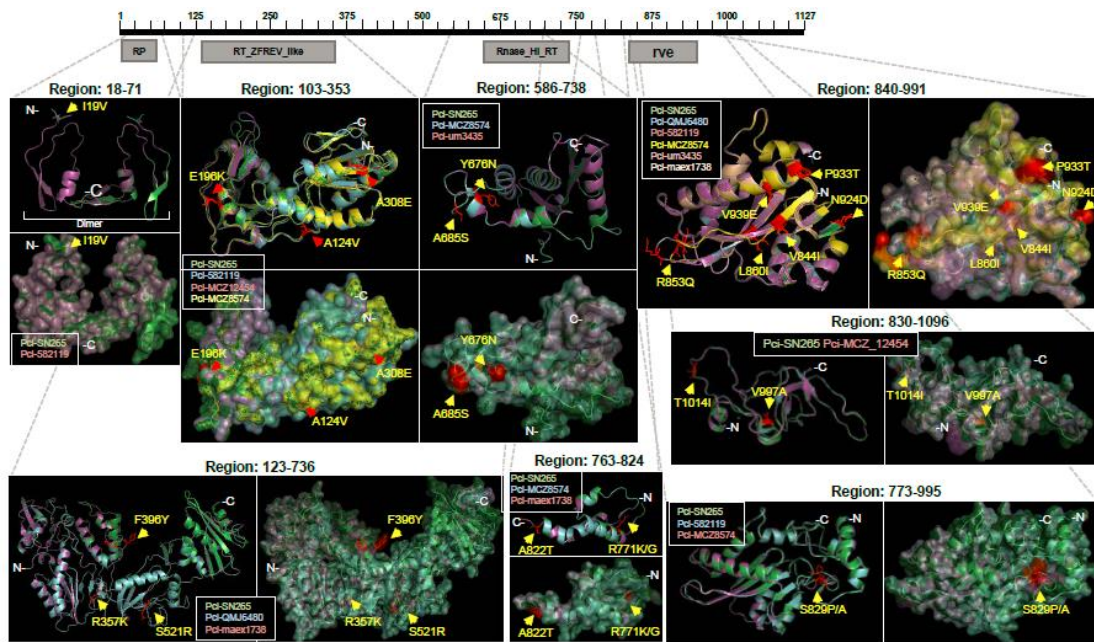 1 125 250 375 500 675 750 875 1000 1127
RP RT_ZFREV_like Rnase_HI_RT rve
Region: 18-71
N-
I19V
-C
Dimer
N-
I19V
C-
-C
Pcl-SN265
Pcl-582119
Region: 103-353
-C
N-
E196K
A308E
A124V
Pcl-SN265
Pcl-582119
Pcl-MCZ12454
Pcl-MCZ8574
-C
N-
E196K
A308E
A124V
Region: 586-738
Pcl-SN265
Pcl-MCZ8574
Pcl-um3435
C-
Y676N
A685S
N-
C-
Y676N
A685S
N-
Region: 840-991
Pcl-SN265
Pcl-QMJ6480
Pcl-582119
Pcl-MCZ8574
Pcl-um3435
Pcl-maex1738
-C
P933T
-N
N924D
V939E
V844I
L860I
R853Q
-C
P933T
-N
N924D
V939E
V844I
L860I
R853Q
Region: 830-1096
Pcl-SN265 Pcl-MCZ_12454
-C
T1014I
V997A
-N
-C
T1014I
V997A
-N
Region: 123-736
-C
F396Y
N-
R357K
S521R
Pcl-SN265
Pcl-QMJ6480
Pcl-maex1738
-C
F396Y
N-
R357K
S521R
Region: 763-824
Pcl-SN265
Pcl-MCZ8574
Pcl-maex1738
-N
C-
A822T
R771K/G
-N
A822T
R771K/G
Region: 773-995
Pcl-SN265
Pcl-582119
Pcl-MCZ8574
-C
-N
S829P/A
-C
-N
S829P/A